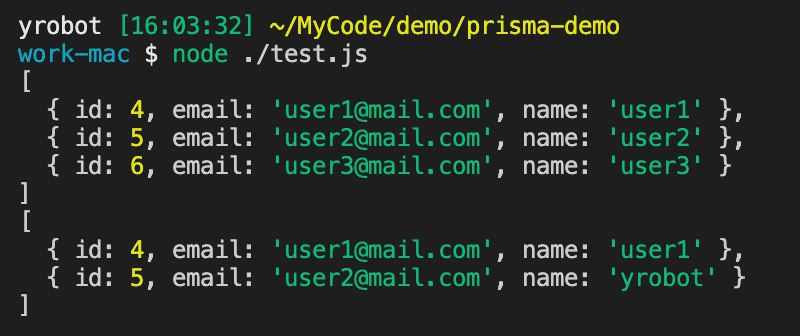 yrobot [16:03:32] ~/MyCode/demo/prisma-demo
work-mac $ node ./test.js
[
  { id: 4, email: 'user1@mail.com', name: 'user1' },
  { id: 5, email: 'user2@mail.com', name: 'user2' },
  { id: 6, email: 'user3@mail.com', name: 'user3' }
]
[
  { id: 4, email: 'user1@mail.com', name: 'user1' },
  { id: 5, email: 'user2@mail.com', name: 'yrobot' }
]